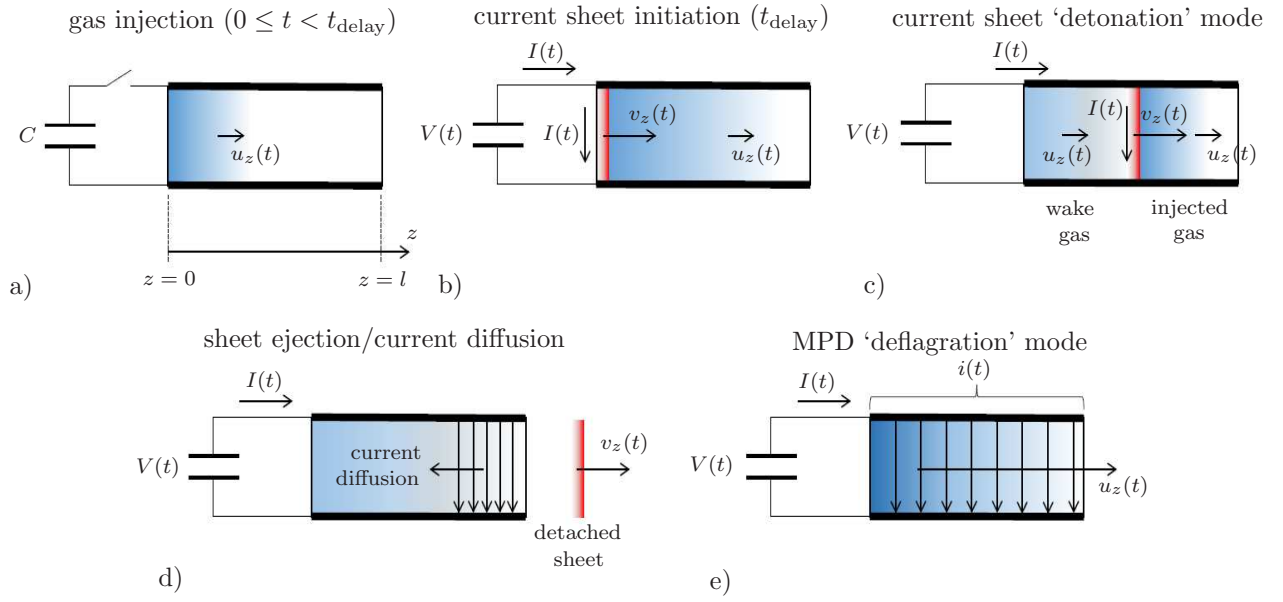 gas injection (0 ≤ t < t_delay)
C
u_z(t)
z
z = 0
z = l
a)
current sheet initiation (t_delay)
I(t)
V(t)
I(t)
v_z(t)
u_z(t)
b)
current sheet ‘detonation’ mode
I(t)
V(t)
I(t)
v_z(t)
u_z(t)
u_z(t)
wake
gas
injected
gas
c)
sheet ejection/current diffusion
I(t)
V(t)
current
diffusion
v_z(t)
detached
sheet
d)
MPD ‘deflagration’ mode
i(t)
I(t)
V(t)
u_z(t)
e)